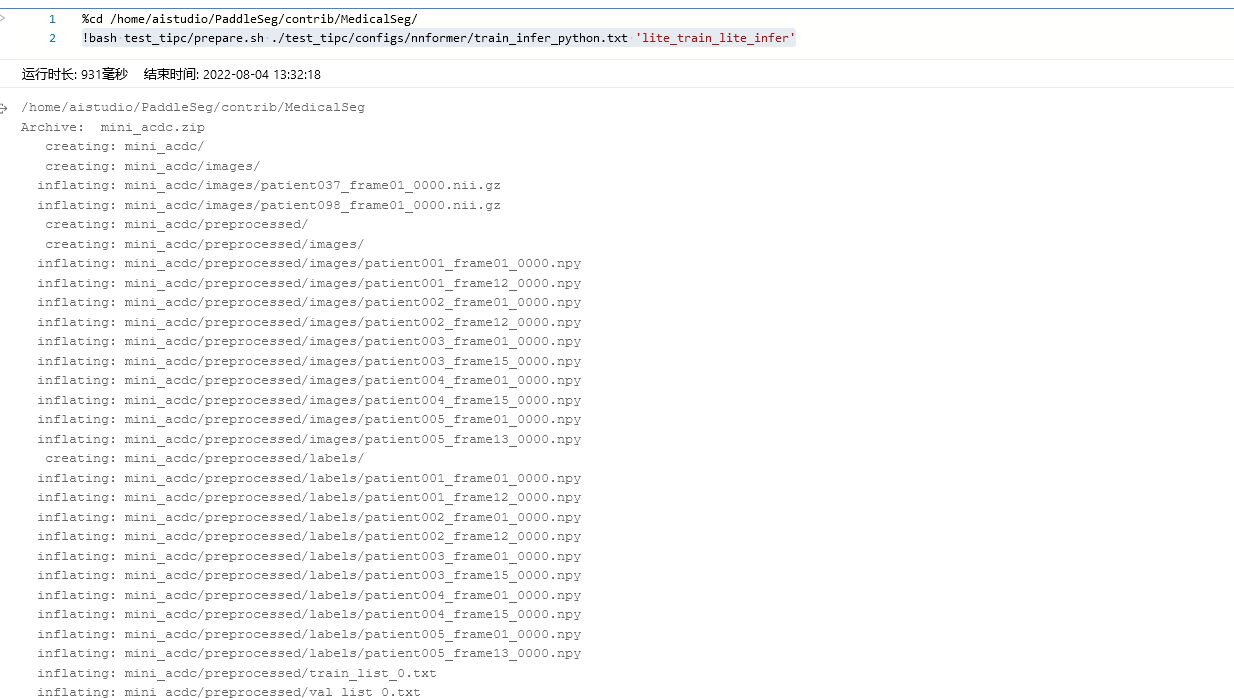 1 %cd /home/aistudio/PaddleSeg/contrib/MedicalSeg/
2 !bash test_tipc/prepare.sh ./test_tipc/configs/nnformer/train_infer_python.txt 'lite_train_lite_infer'
运行时长: 931毫秒 结束时间: 2022-08-04 13:32:18
/home/aistudio/PaddleSeg/contrib/MedicalSeg
Archive:  mini_acdc.zip
creating: mini_acdc/
creating: mini_acdc/images/
inflating: mini_acdc/images/patient037_frame01_0000.nii.gz
inflating: mini_acdc/images/patient098_frame01_0000.nii.gz
creating: mini_acdc/preprocessed/
creating: mini_acdc/preprocessed/images/
inflating: mini_acdc/preprocessed/images/patient001_frame01_0000.npy
inflating: mini_acdc/preprocessed/images/patient001_frame12_0000.npy
inflating: mini_acdc/preprocessed/images/patient002_frame01_0000.npy
inflating: mini_acdc/preprocessed/images/patient002_frame12_0000.npy
inflating: mini_acdc/preprocessed/images/patient003_frame01_0000.npy
inflating: mini_acdc/preprocessed/images/patient003_frame15_0000.npy
inflating: mini_acdc/preprocessed/images/patient004_frame01_0000.npy
inflating: mini_acdc/preprocessed/images/patient004_frame15_0000.npy
inflating: mini_acdc/preprocessed/images/patient005_frame01_0000.npy
inflating: mini_acdc/preprocessed/images/patient005_frame13_0000.npy
creating: mini_acdc/preprocessed/labels/
inflating: mini_acdc/preprocessed/labels/patient001_frame01_0000.npy
inflating: mini_acdc/preprocessed/labels/patient001_frame12_0000.npy
inflating: mini_acdc/preprocessed/labels/patient002_frame01_0000.npy
inflating: mini_acdc/preprocessed/labels/patient002_frame12_0000.npy
inflating: mini_acdc/preprocessed/labels/patient003_frame01_0000.npy
inflating: mini_acdc/preprocessed/labels/patient003_frame15_0000.npy
inflating: mini_acdc/preprocessed/labels/patient004_frame01_0000.npy
inflating: mini_acdc/preprocessed/labels/patient004_frame15_0000.npy
inflating: mini_acdc/preprocessed/labels/patient005_frame01_0000.npy
inflating: mini_acdc/preprocessed/labels/patient005_frame13_0000.npy
inflating: mini_acdc/preprocessed/train_list_0.txt
inflating: mini_acdc/preprocessed/val_list_0.txt